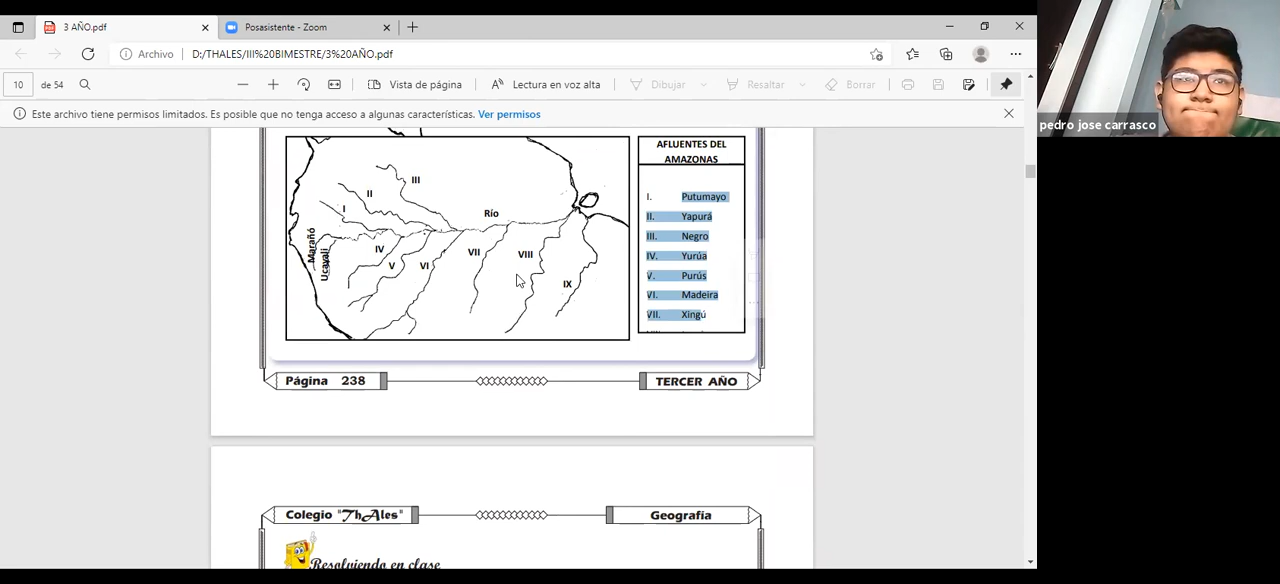 3 AÑO.pdf
Posasistente - Zoom
Archivo
D:/THALES/III%20BIMESTRE/3%20AÑO.pdf
10
de 54
Vista de página
Lectura en voz alta
Dibujar
Resaltar
Borrar
Este archivo tiene permisos limitados. Es posible que no tenga acceso a algunas características. Ver permisos
pedro jose carrasco
AFLUENTES DEL
AMAZONAS
I. Putumayo
II. Yapurá
III. Negro
IV. Yurúa
V. Purús
VI. Madeira
VII. Xingú
III
II
I
Río
Marañó
Ucayali
IV
V
VI
VII
VIII
IX
Página 238
TERCER AÑO
Colegio "ThAles"
Geografía
Resolviendo en clase